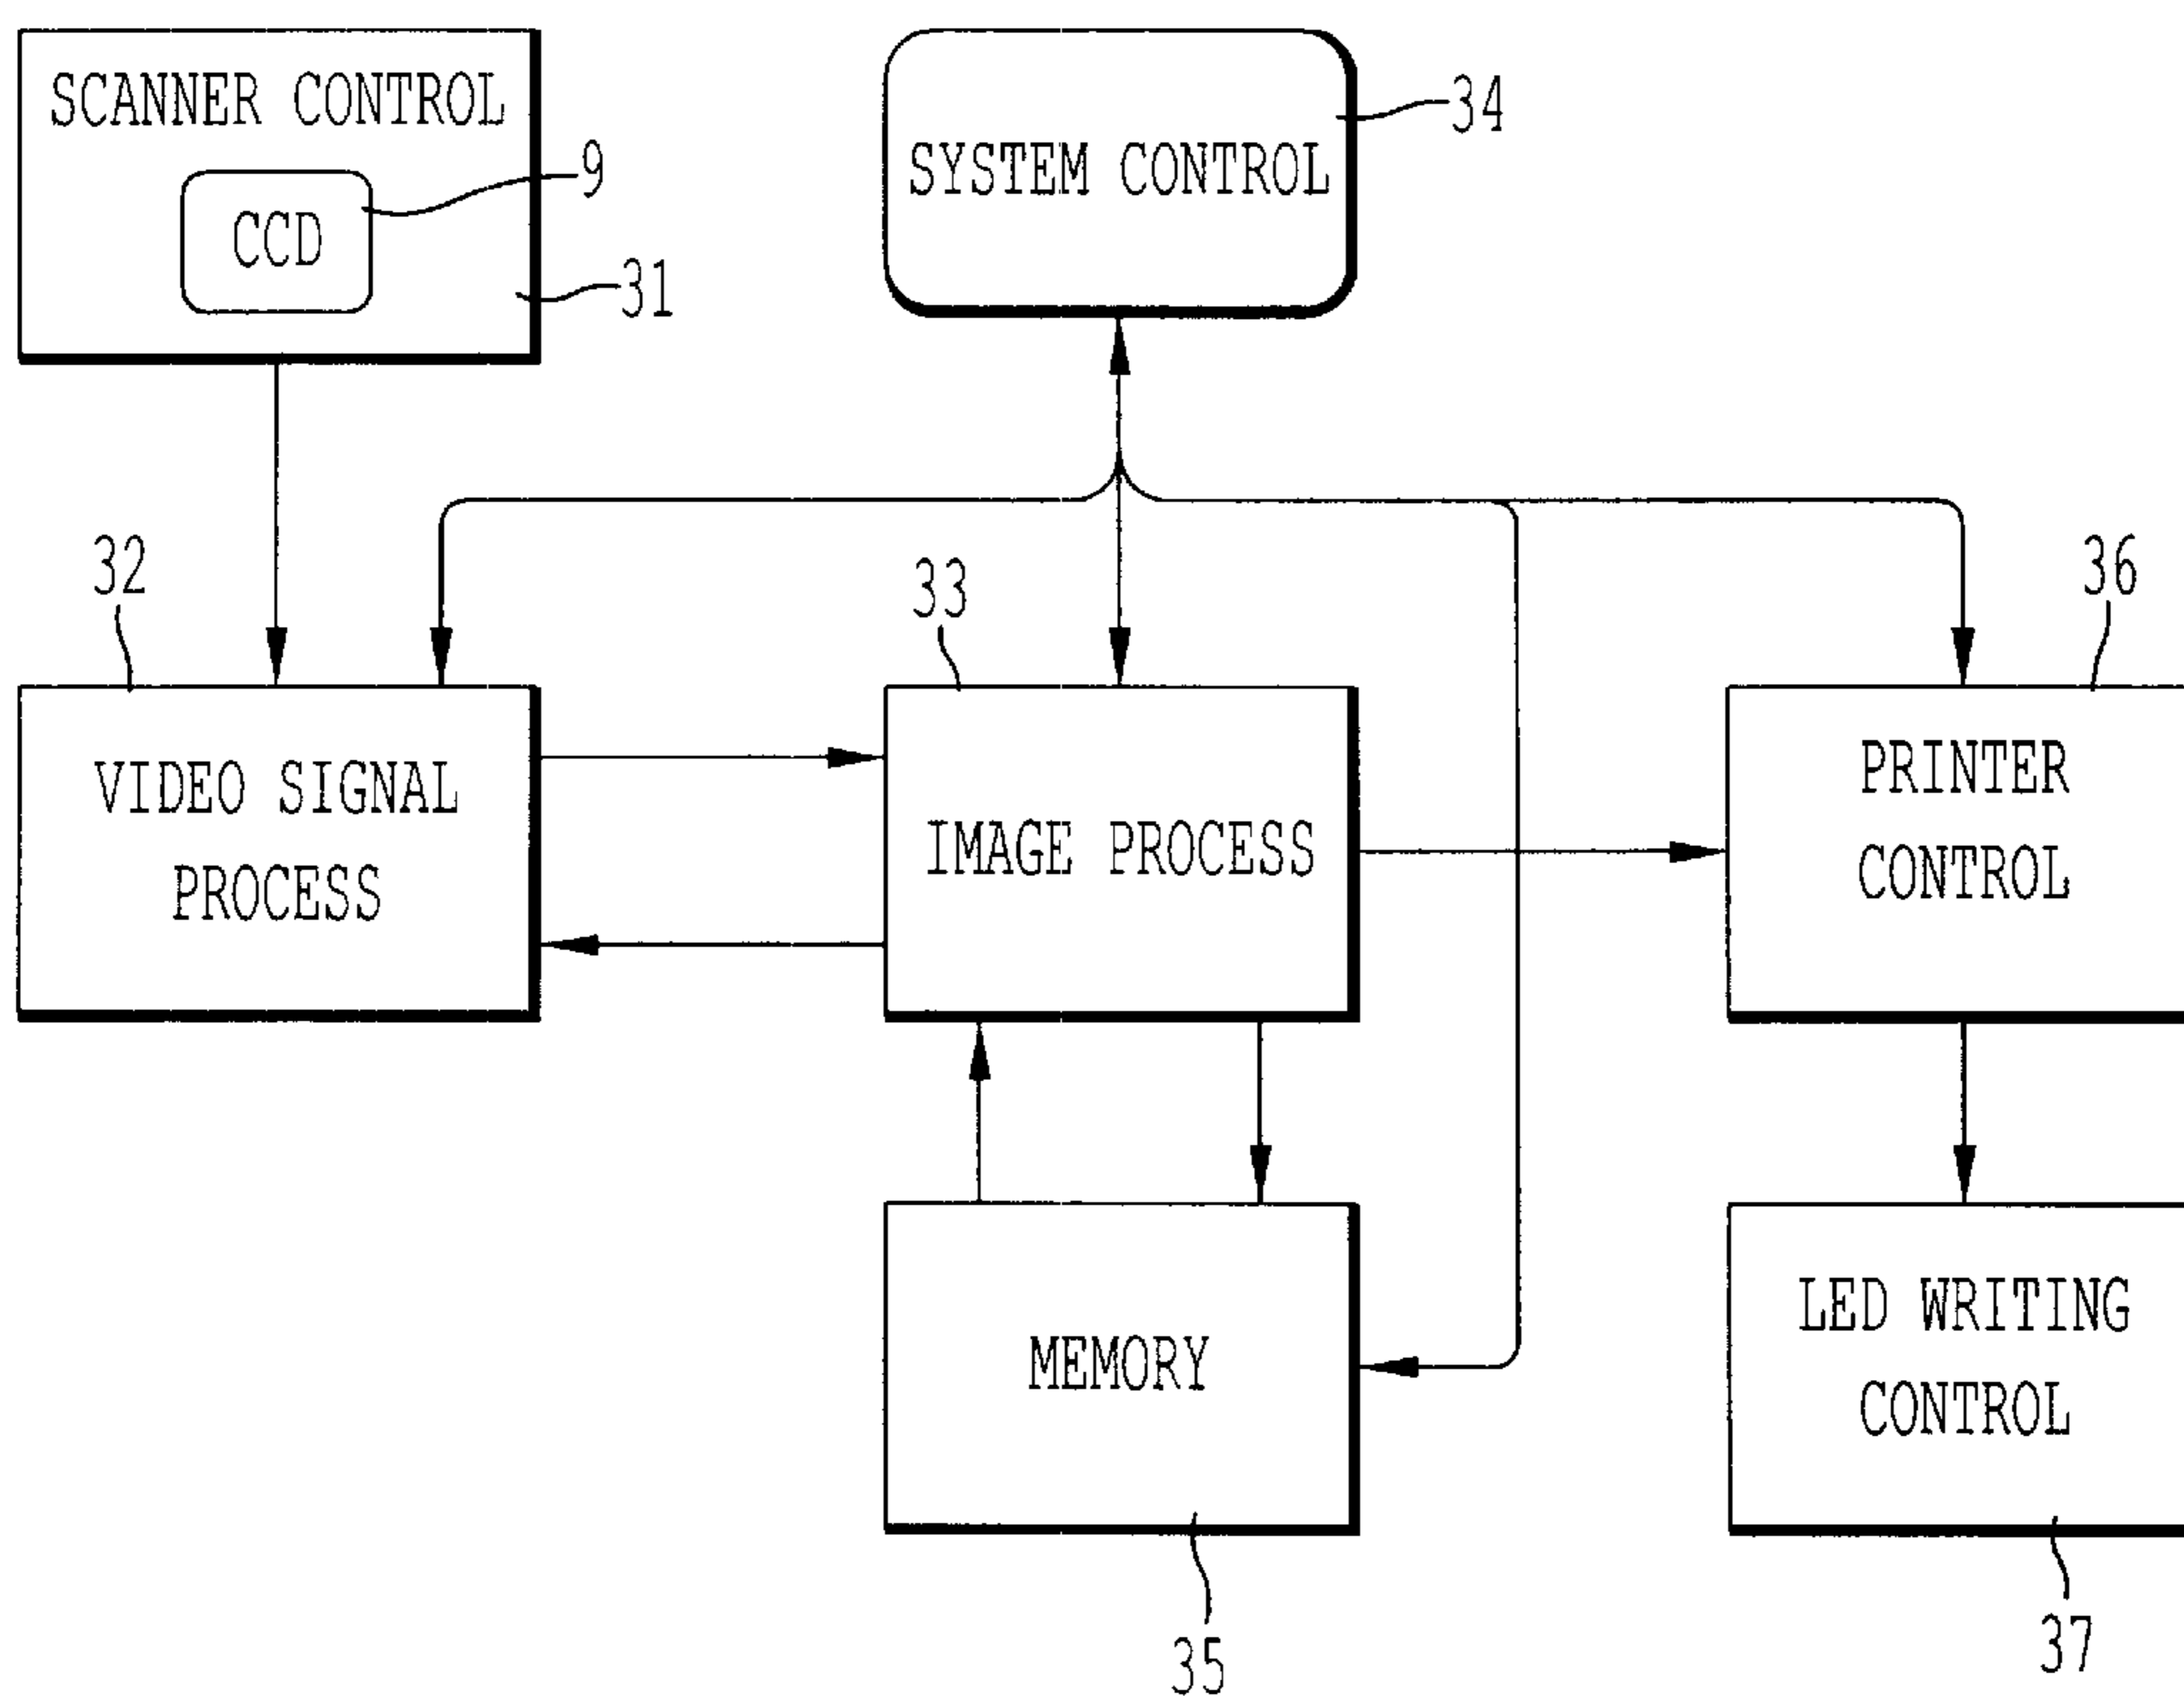 SCANNER CONTROL
9
CCD
31
34
SYSTEM CONTROL
32
33
36
VIDEO SIGNAL
PROCESS
IMAGE PROCESS
PRINTER
CONTROL
MEMORY
LED WRITING
CONTROL
35
37